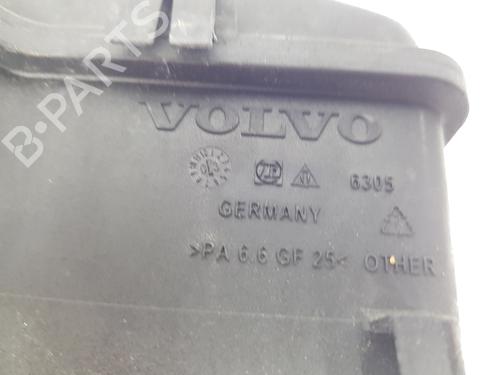 VOLVO
6305
GERMANY
>PA 6.6 GF 25< OTHER
B-PARTS